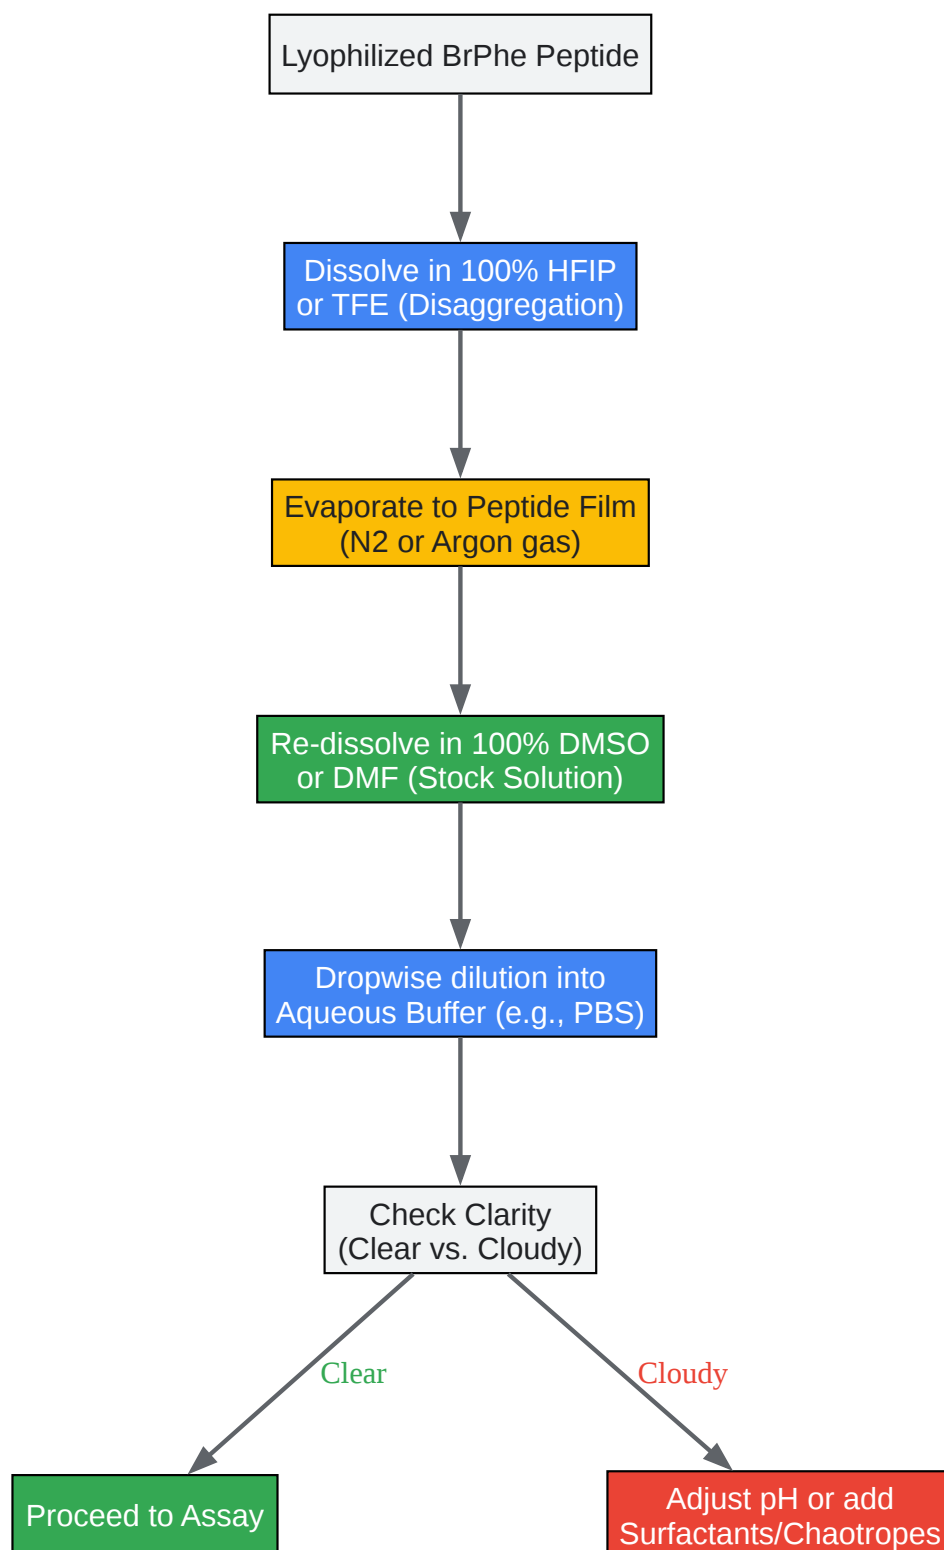 Lyophilized BrPhe Peptide
Dissolve in 100% HFIP
or TFE (Disaggregation)
Evaporate to Peptide Film
(N2 or Argon gas)
Re-dissolve in 100% DMSO
or DMF (Stock Solution)
Dropwise dilution into
Aqueous Buffer (e.g., PBS)
Check Clarity
(Clear vs. Cloudy)
Clear
Cloudy
Proceed to Assay
Adjust pH or add
Surfactants/Chaotropes